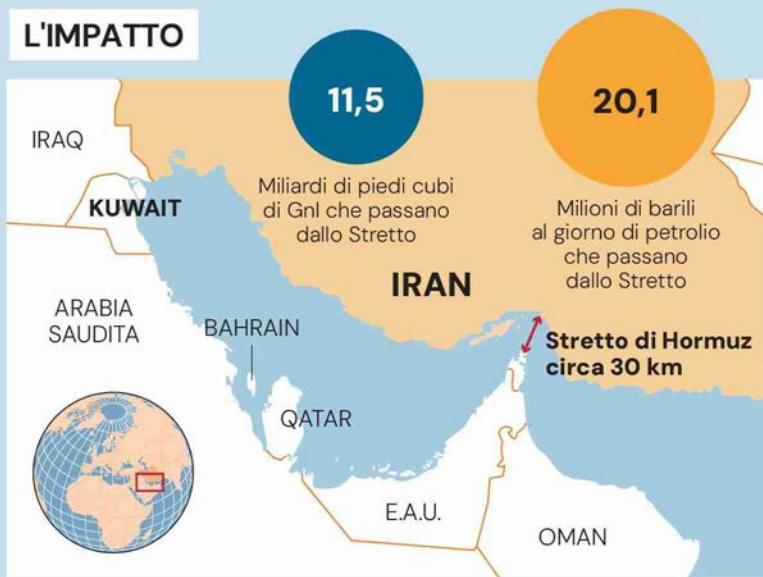 L'IMPATTO
11,5
Miliardi di piedi cubi
di Gnl che passano
dallo Stretto
20,1
Milioni di barili
al giorno di petrolio
che passano
dallo Stretto
IRAQ
KUWAIT
IRAN
ARABIA
SAUDITA
BAHRAIN
Stretto di Hormuz
circa 30 km
QATAR
E.A.U.
OMAN